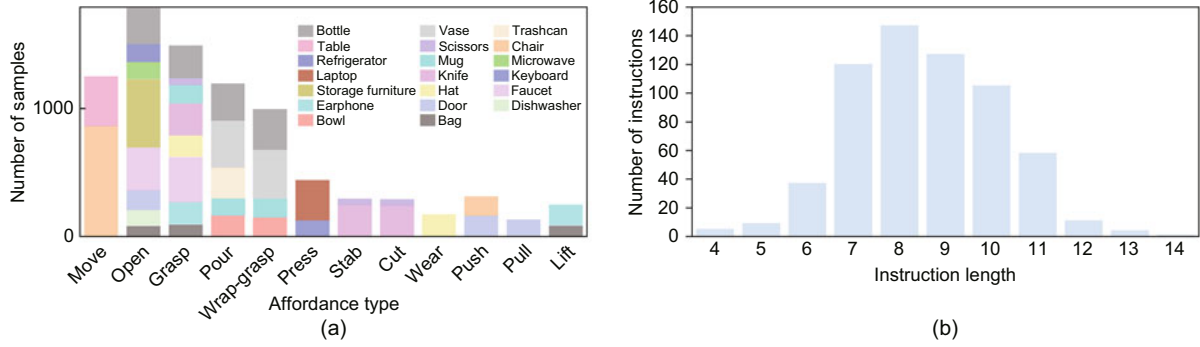 Number of samples
1000
0
Bottle
Table
Refrigerator
Laptop
Storage furniture
Earphone
Bowl
Vase
Scissors
Mug
Knife
Hat
Door
Bag
Trashcan
Chair
Microwave
Keyboard
Faucet
Dishwasher
Move
Open
Grasp
Pour
Wrap-grasp
Press
Stab
Cut
Wear
Push
Pull
Lift
Affordance type
(a)
Number of instructions
160
140
120
100
80
60
40
20
0
4 5 6 7 8 9 10 11 12 13 14
Instruction length
(b)